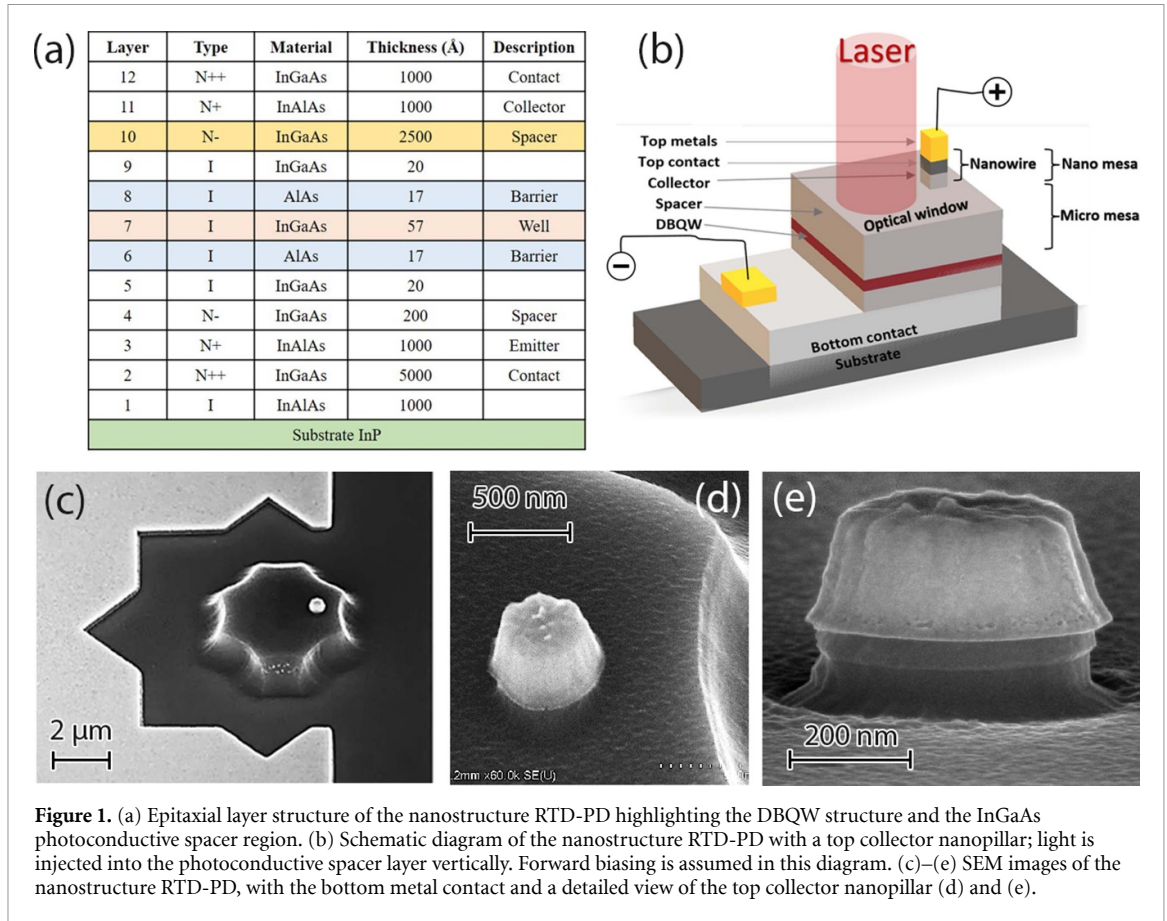 (a)
Layer Type Material Thickness (Å) Description
12 N++ InGaAs 1000 Contact
11 N+ InAlAs 1000 Collector
10 N- InGaAs 2500 Spacer
9 I InGaAs 20
8 I AlAs 17 Barrier
7 I InGaAs 57 Well
6 I AlAs 17 Barrier
5 I InGaAs 20
4 N- InGaAs 200 Spacer
3 N+ InAlAs 1000 Emitter
2 N++ InGaAs 5000 Contact
1 I InAlAs 1000
Substrate InP
(b)
Laser
+
Top metals
Top contact
Collector
Spacer
DBQW
Nanowire
Nano mesa
Micro mesa
Optical window
−
Bottom contact
Substrate
(c)
2 μm
500 nm
(d)
.2mm x60.0k SE(U)
(e)
200 nm
Figure 1. (a) Epitaxial layer structure of the nanostructure RTD-PD highlighting the DBQW structure and the InGaAs
photoconductive spacer region. (b) Schematic diagram of the nanostructure RTD-PD with a top collector nanopillar; light is
injected into the photoconductive spacer layer vertically. Forward biasing is assumed in this diagram. (c)–(e) SEM images of the
nanostructure RTD-PD, with the bottom metal contact and a detailed view of the top collector nanopillar (d) and (e).